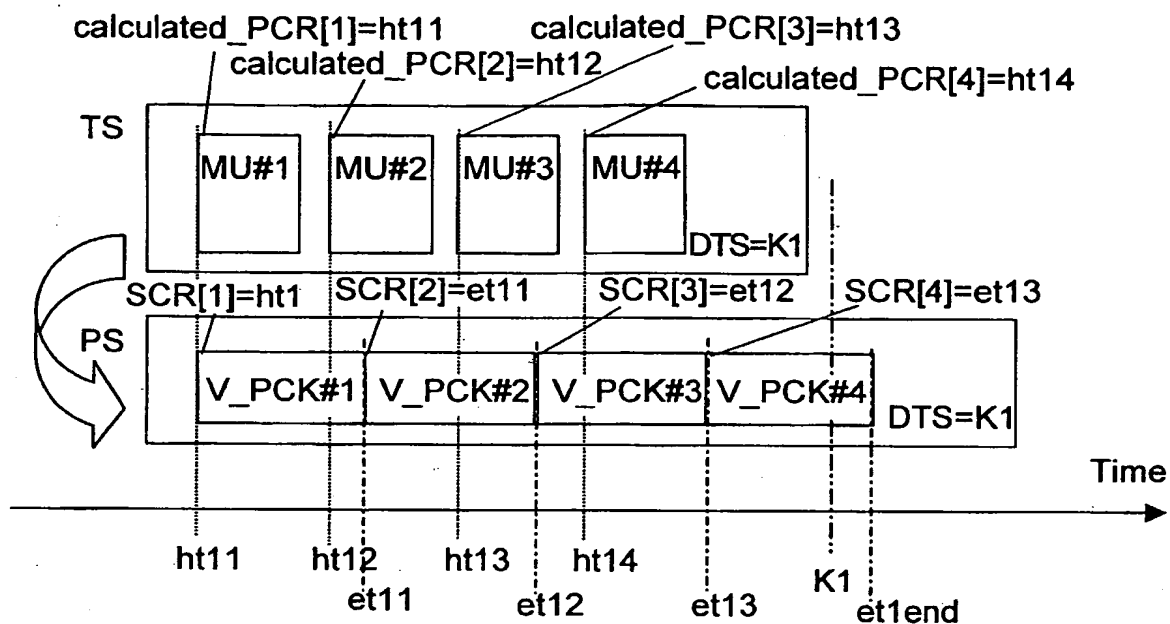 calculated_PCR[1]=ht11
calculated_PCR[3]=ht13
calculated_PCR[2]=ht12
calculated_PCR[4]=ht14
TS
MU#1
MU#2
MU#3
MU#4
DTS=K1
SCR[1]=ht1
SCR[2]=et11
SCR[3]=et12
SCR[4]=et13
PS
V_PCK#1
V_PCK#2
V_PCK#3
V_PCK#4
DTS=K1
Time
ht11
ht12
ht13
ht14
K1
et11
et12
et13
et1end